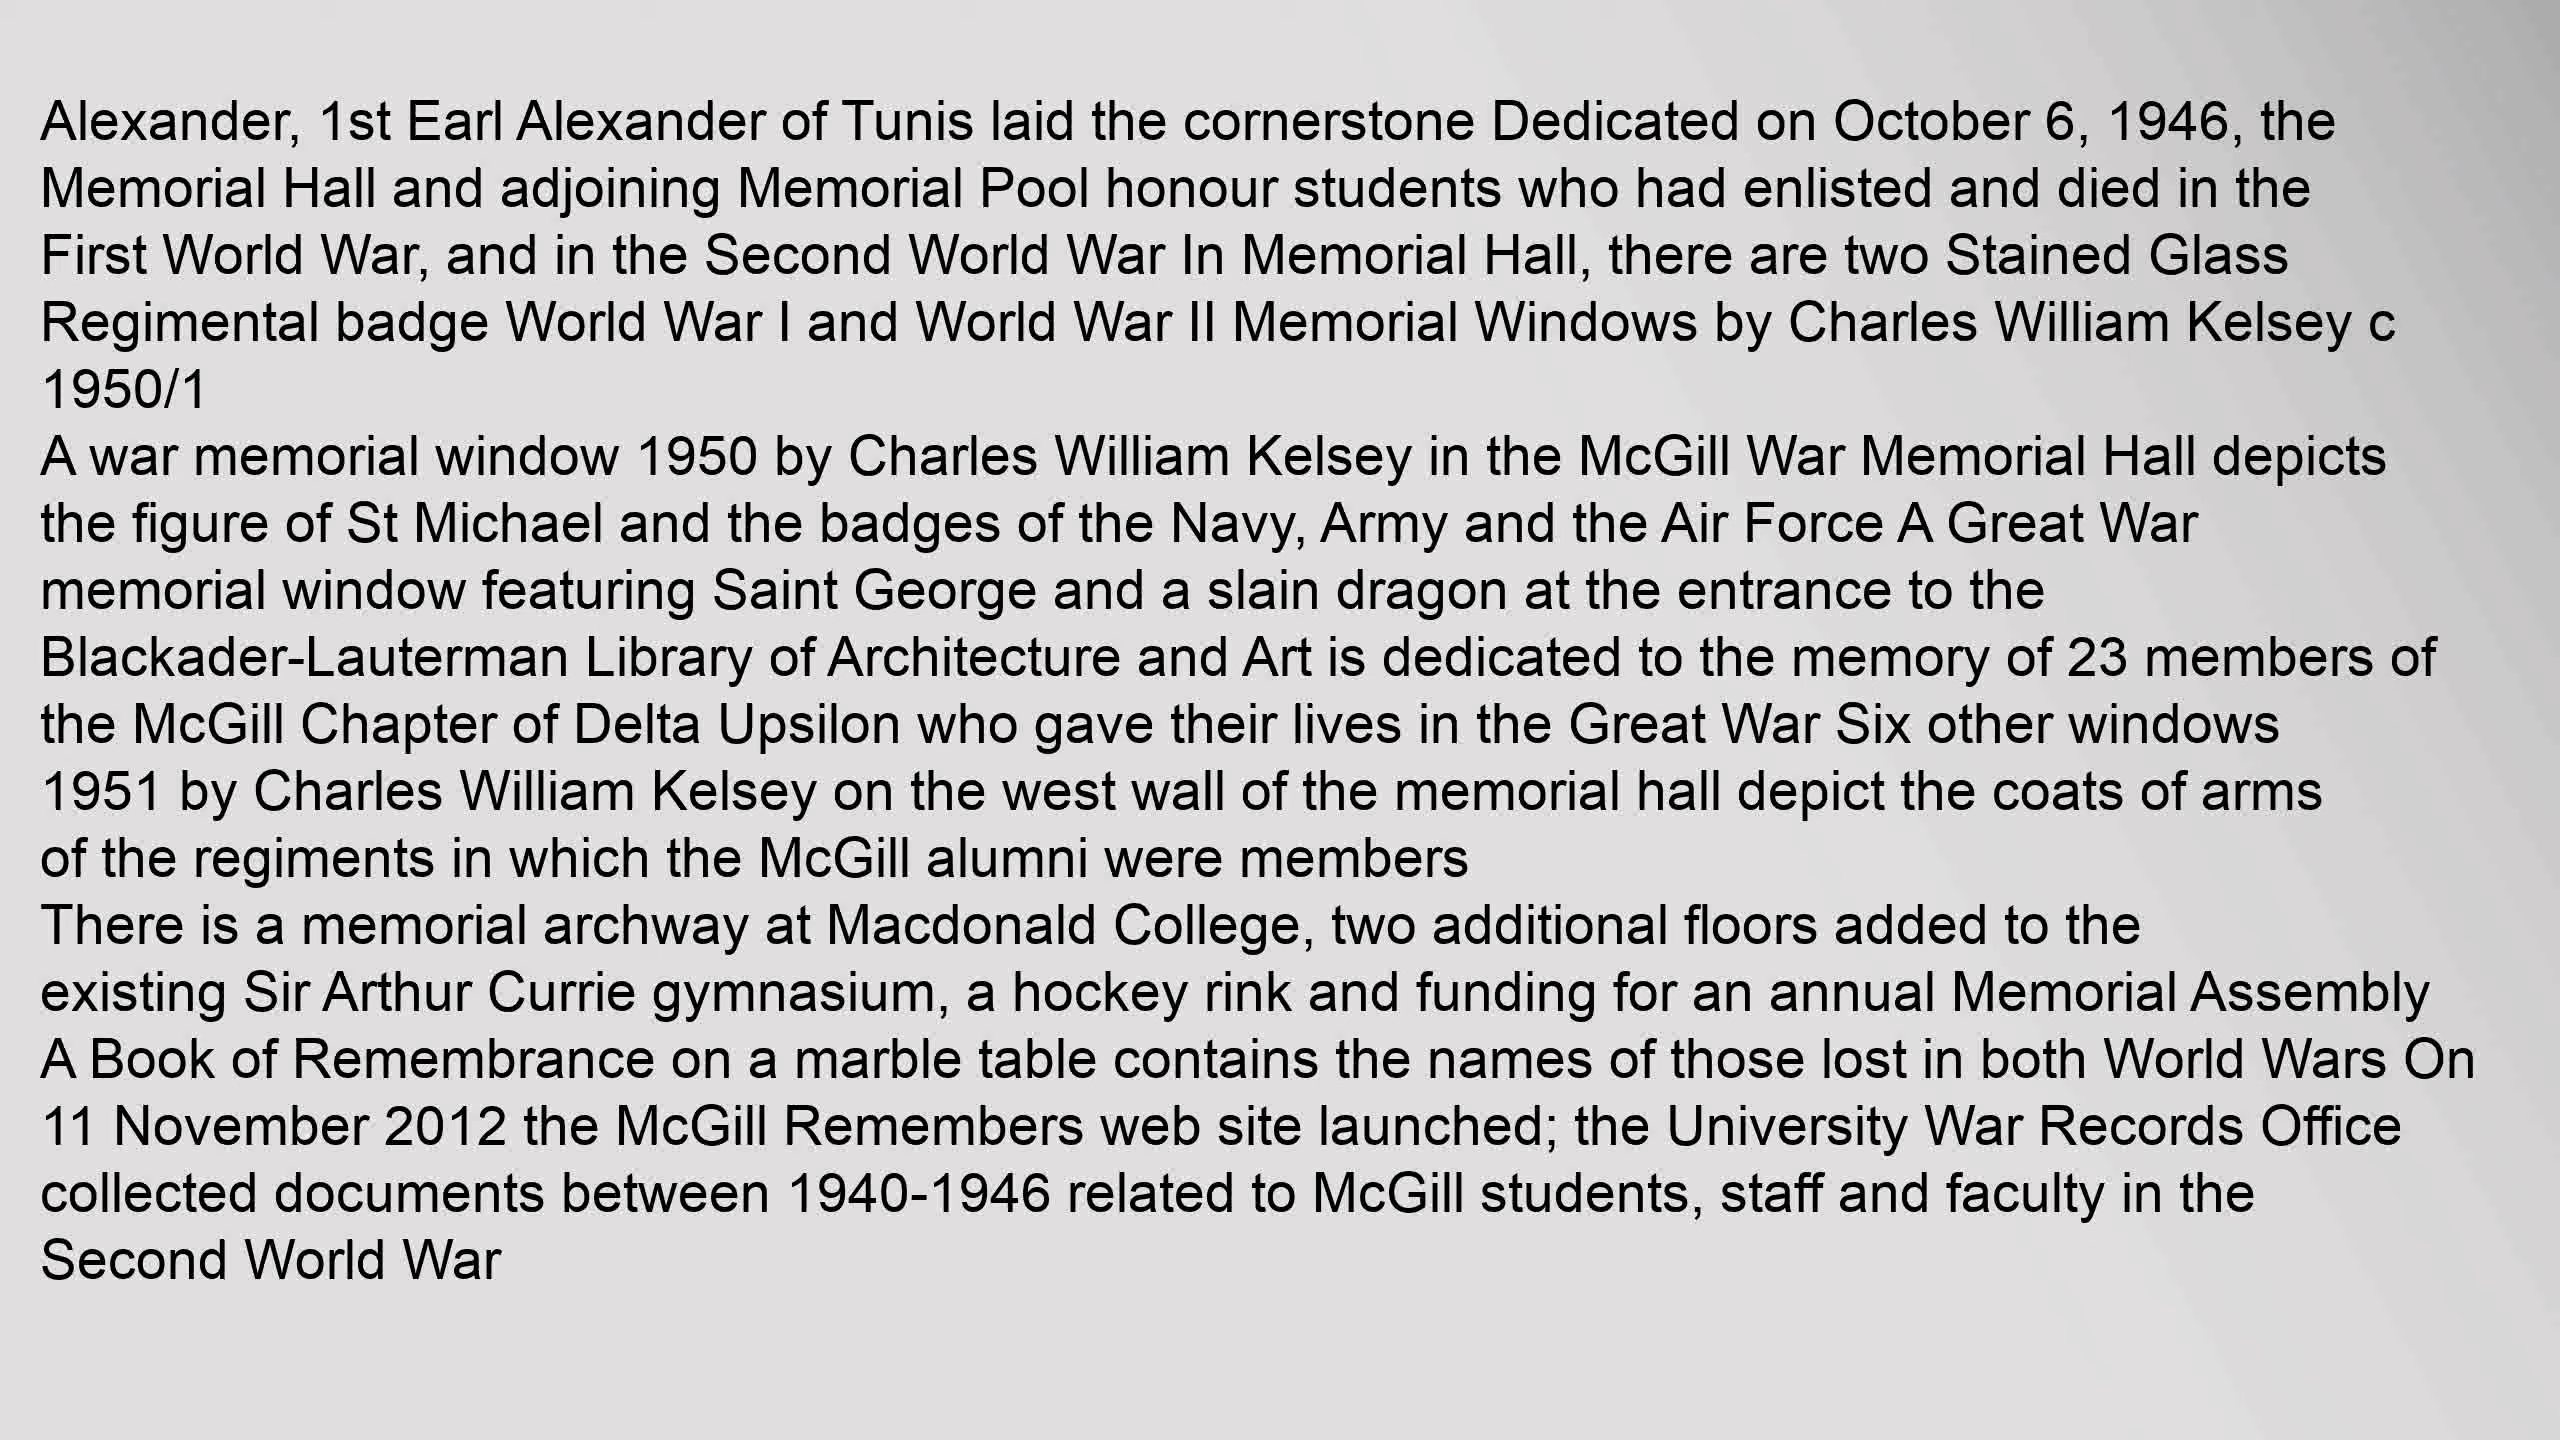 Alexander, 1st Earl Alexander of Tunis laid the cornerstone Dedicated on October 6, 1946, the
Memorial Hall and adjoining Memorial Pool honour students who had enlisted and died in the
First World War, and in the Second World War In Memorial Hall, there are two Stained Glass
Regimental badge World War I and World War II Memorial Windows by Charles William Kelsey c
1950/1
A war memorial window 1950 by Charles William Kelsey in the McGill War Memorial Hall depicts
the figure of St Michael and the badges of the Navy, Army and the Air Force A Great War
memorial window featuring Saint George and a slain dragon at the entrance to the
Blackader-Lauterman Library of Architecture and Art is dedicated to the memory of 23 members of
the McGill Chapter of Delta Upsilon who gave their lives in the Great War Six other windows
1951 by Charles William Kelsey on the west wall of the memorial hall depict the coats of arms
of the regiments in which the McGill alumni were members
There is a memorial archway at Macdonald College, two additional floors added to the
existing Sir Arthur Currie gymnasium, a hockey rink and funding for an annual Memorial Assembly
A Book of Remembrance on a marble table contains the names of those lost in both World Wars On
11 November 2012 the McGill Remembers web site launched; the University War Records Office
collected documents between 1940-1946 related to McGill students, staff and faculty in the
Second World War